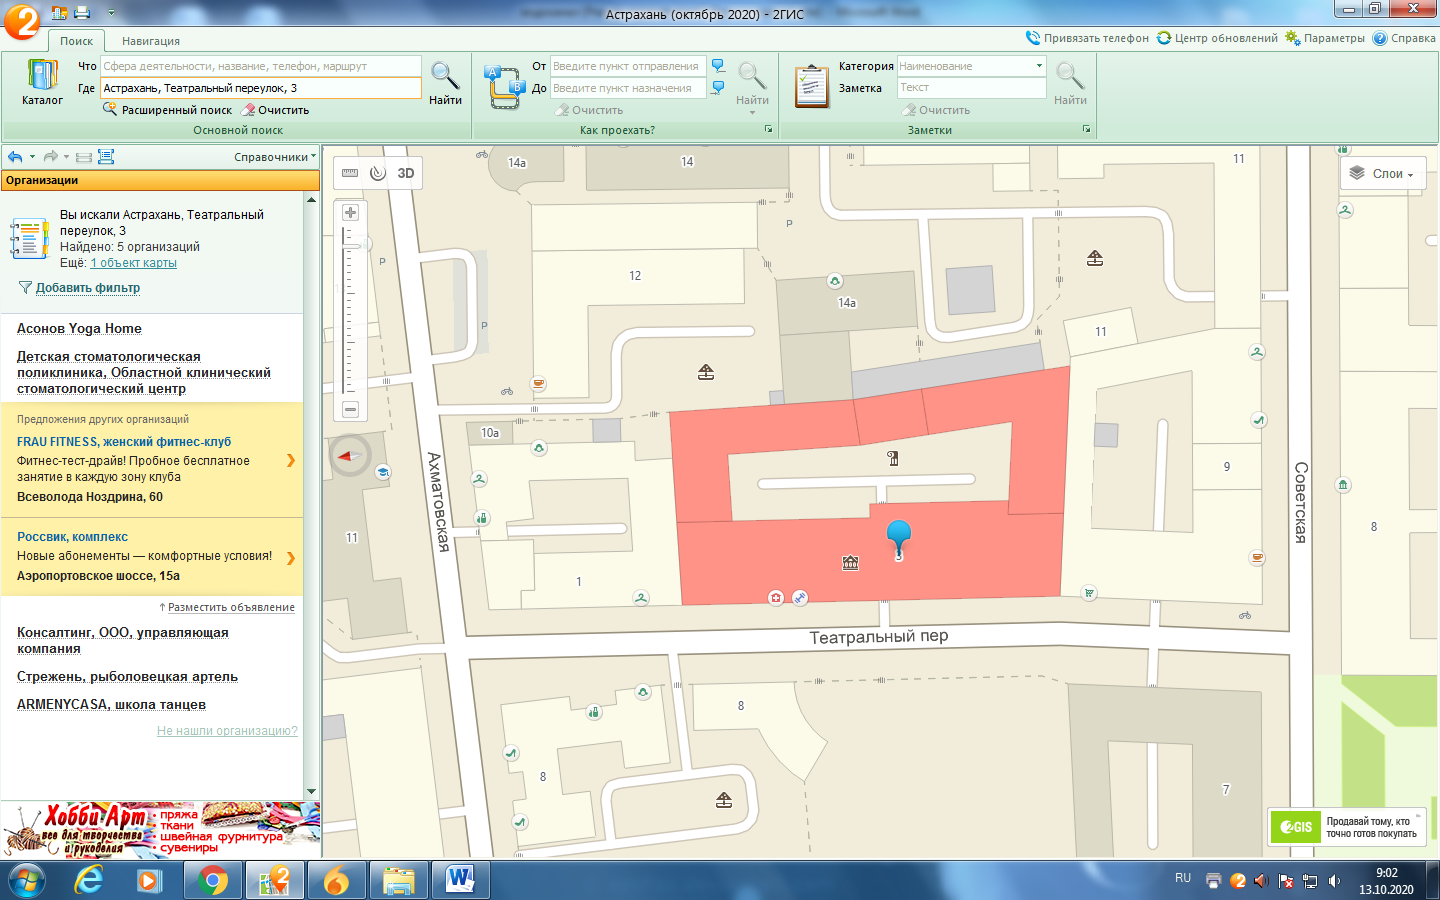 Астрахань (октябрь 2020) - 2ГИС
Поиск
Навигация
Привязать телефон
Центр обновлений
Параметры
Справка
Каталог
Что
Сфера деятельности, название, телефон, маршрут
Где
Астрахань, Театральный переулок, 3
Расширенный поиск
Очистить
Найти
Основной поиск
От
Введите пункт отправления
До
Введите пункт назначения
Очистить
Найти
Как проехать?
Категория
Наименование
Заметка
Текст
Очистить
Найти
Заметки
Справочники
Организации
Вы искали Астрахань, Театральный
переулок, 3
Найдено: 5 организаций
Ещё: 1 объект карты
Добавить фильтр
Асонов Yoga Home
Детская стоматологическая
поликлиника, Областной клинический
стоматологический центр
Предложения других организаций
FRAU FITNESS, женский фитнес-клуб
Фитнес-тест-драйв! Пробное бесплатное
занятие в каждую зону клуба
Всеволода Ноздрина, 60
Россвик, комплекс
Новые абонементы — комфортные условия!
Аэропортовское шоссе, 15а
Разместить объявление
Консалтинг, ООО, управляющая
компания
Стрежень, рыболовецкая артель
ARMENYCASA, школа танцев
Не нашли организацию?
Хобби Арт
все для творчества
и рукоделия
• пряжа
ткани
швейная фурнитура
сувениры
3D
Слои
14а
14
11
P
P
12
14а
P
11
10а
9
11
8
1
3
Ахматовская
Советская
Театральный пер
8
8
7
2GIS
Продавай тому, кто
точно готов покупать
RU
9:02
13.10.2020